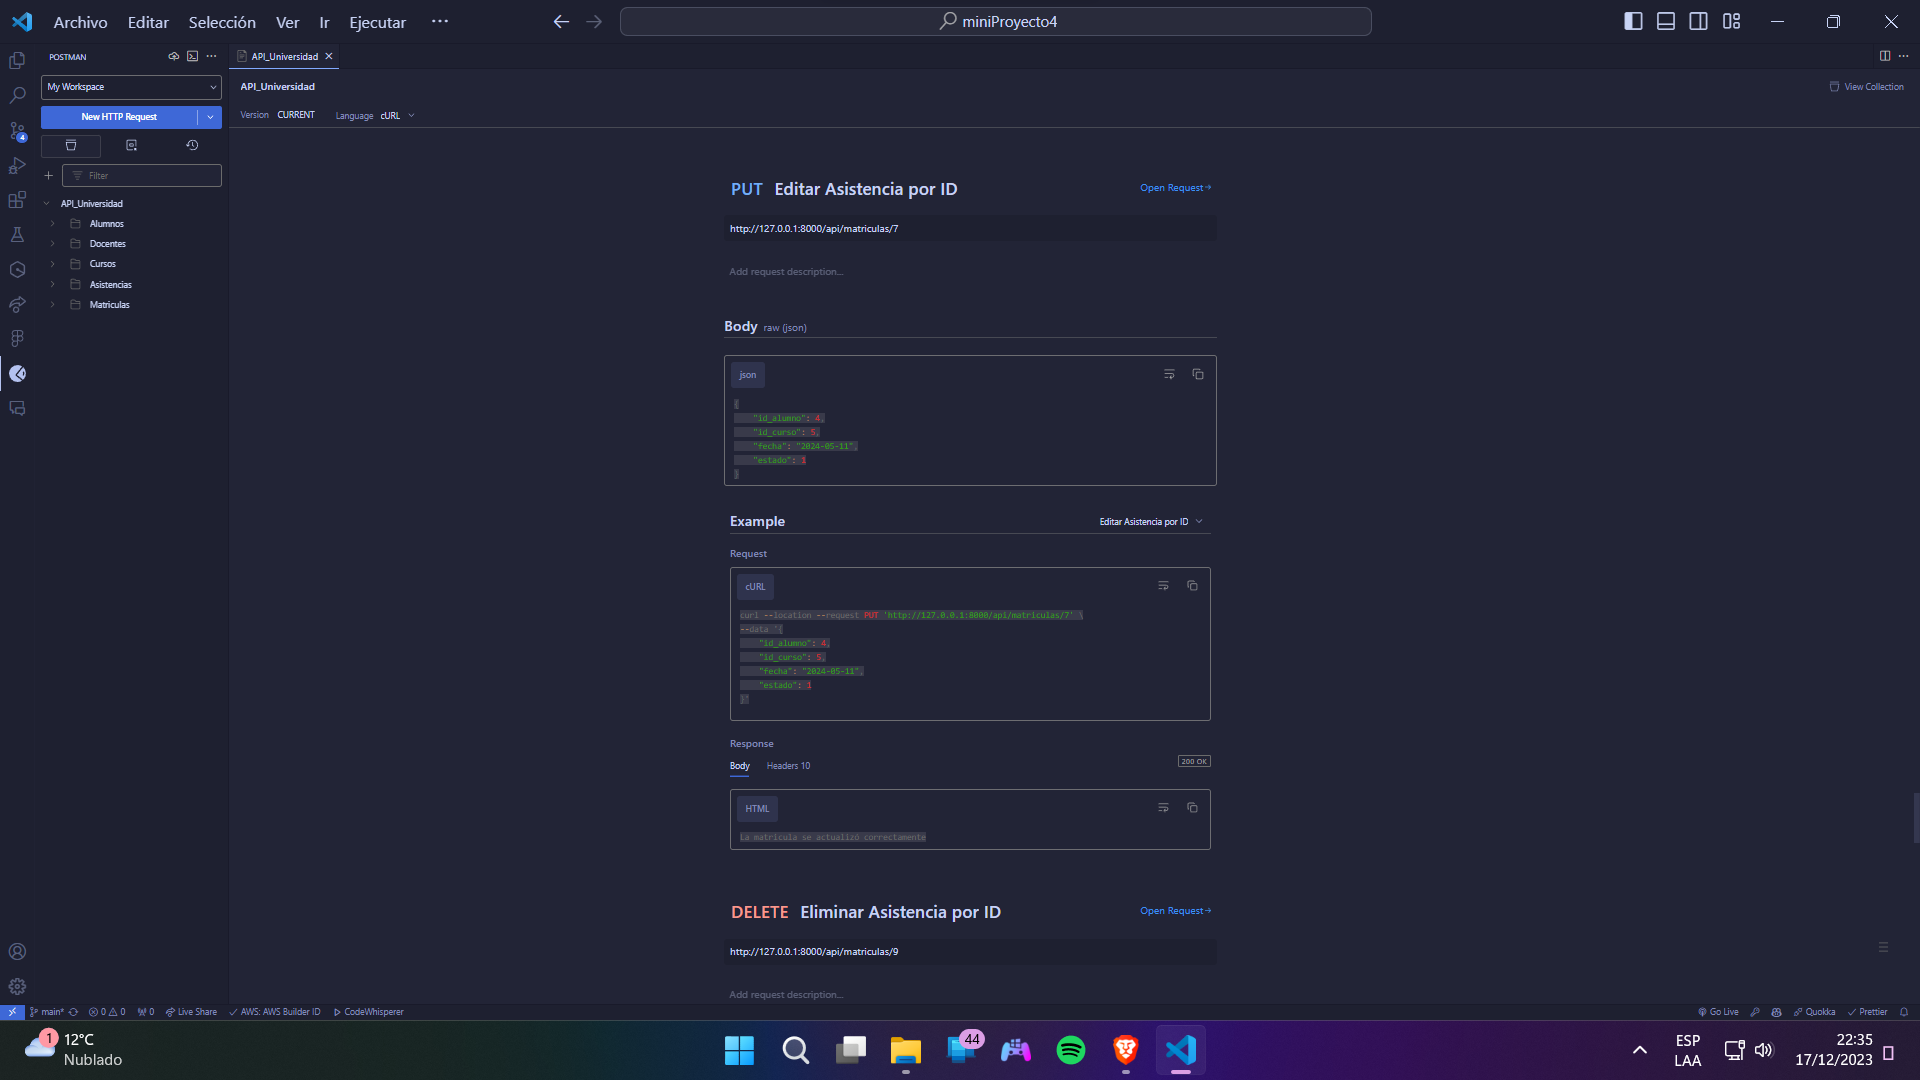 Archivo Editar Selección Ver Ir Ejecutar ···
miniProyecto4
POSTMAN
API_Universidad
My Workspace
New HTTP Request
Filter
API_Universidad
Alumnos
Docentes
Cursos
Asistencias
Matriculas
4
API_Universidad
View Collection
Version CURRENT Language cURL
PUT Editar Asistencia por ID
Open Request→
http://127.0.0.1:8000/api/matriculas/7
Add request description...
Body raw (json)
json
{
"id_alumno": 4,
"id_curso": 5,
"fecha": "2024-05-11",
"estado": 1
}
Example
Editar Asistencia por ID
Request
cURL
curl --location --request PUT 'http://127.0.0.1:8000/api/matriculas/7' \
--data '{
"id_alumno": 4,
"id_curso": 5,
"fecha": "2024-05-11",
"estado": 1
}'
Response
Body Headers 10
200 OK
HTML
La matricula se actualizó correctamente
DELETE Eliminar Asistencia por ID
Open Request→
http://127.0.0.1:8000/api/matriculas/9
Add request description...
main* 0 0 0 Live Share AWS: AWS Builder ID CodeWhisperer
Go Live Quokka Prettier
1
12°C
Nublado
44
ESP
LAA
22:35
17/12/2023